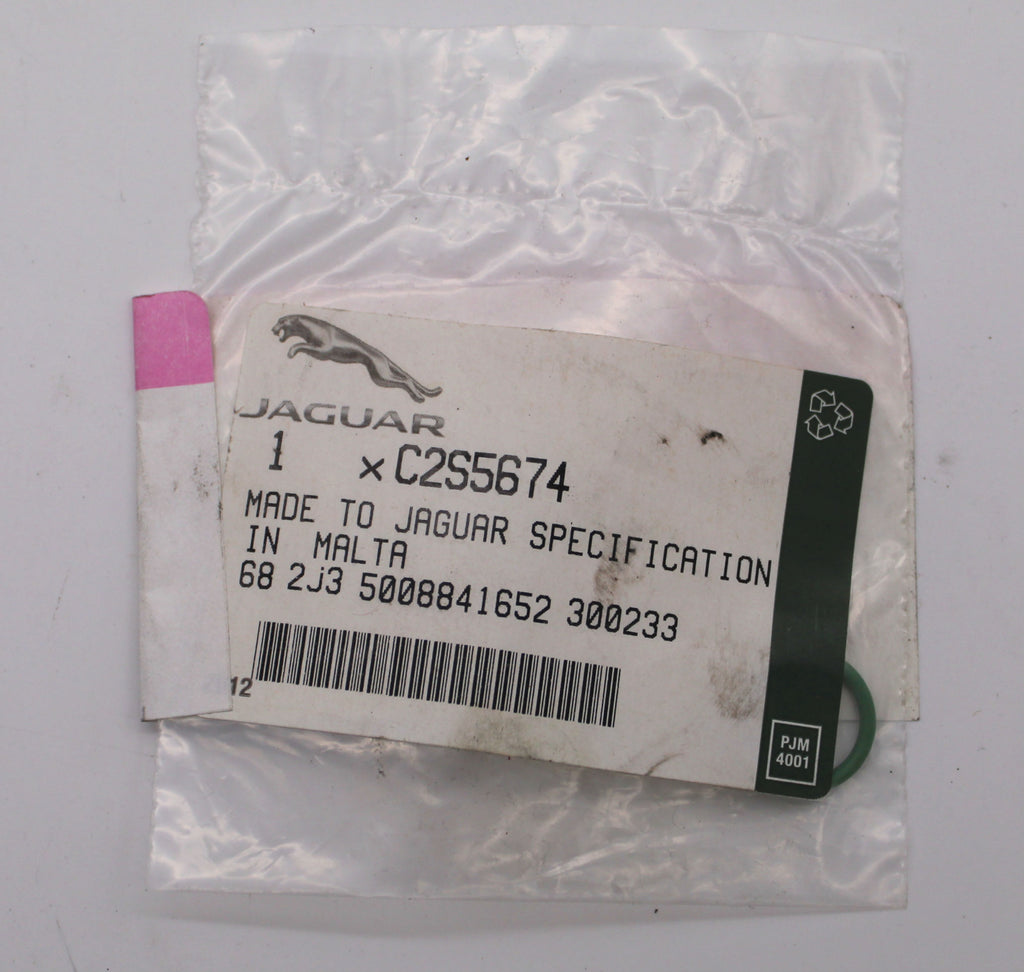 JAGUAR
1 x C2S5674
MADE TO JAGUAR SPECIFICATION
IN MALTA
68 2J3 5008841652 300233
12
PJM
4001